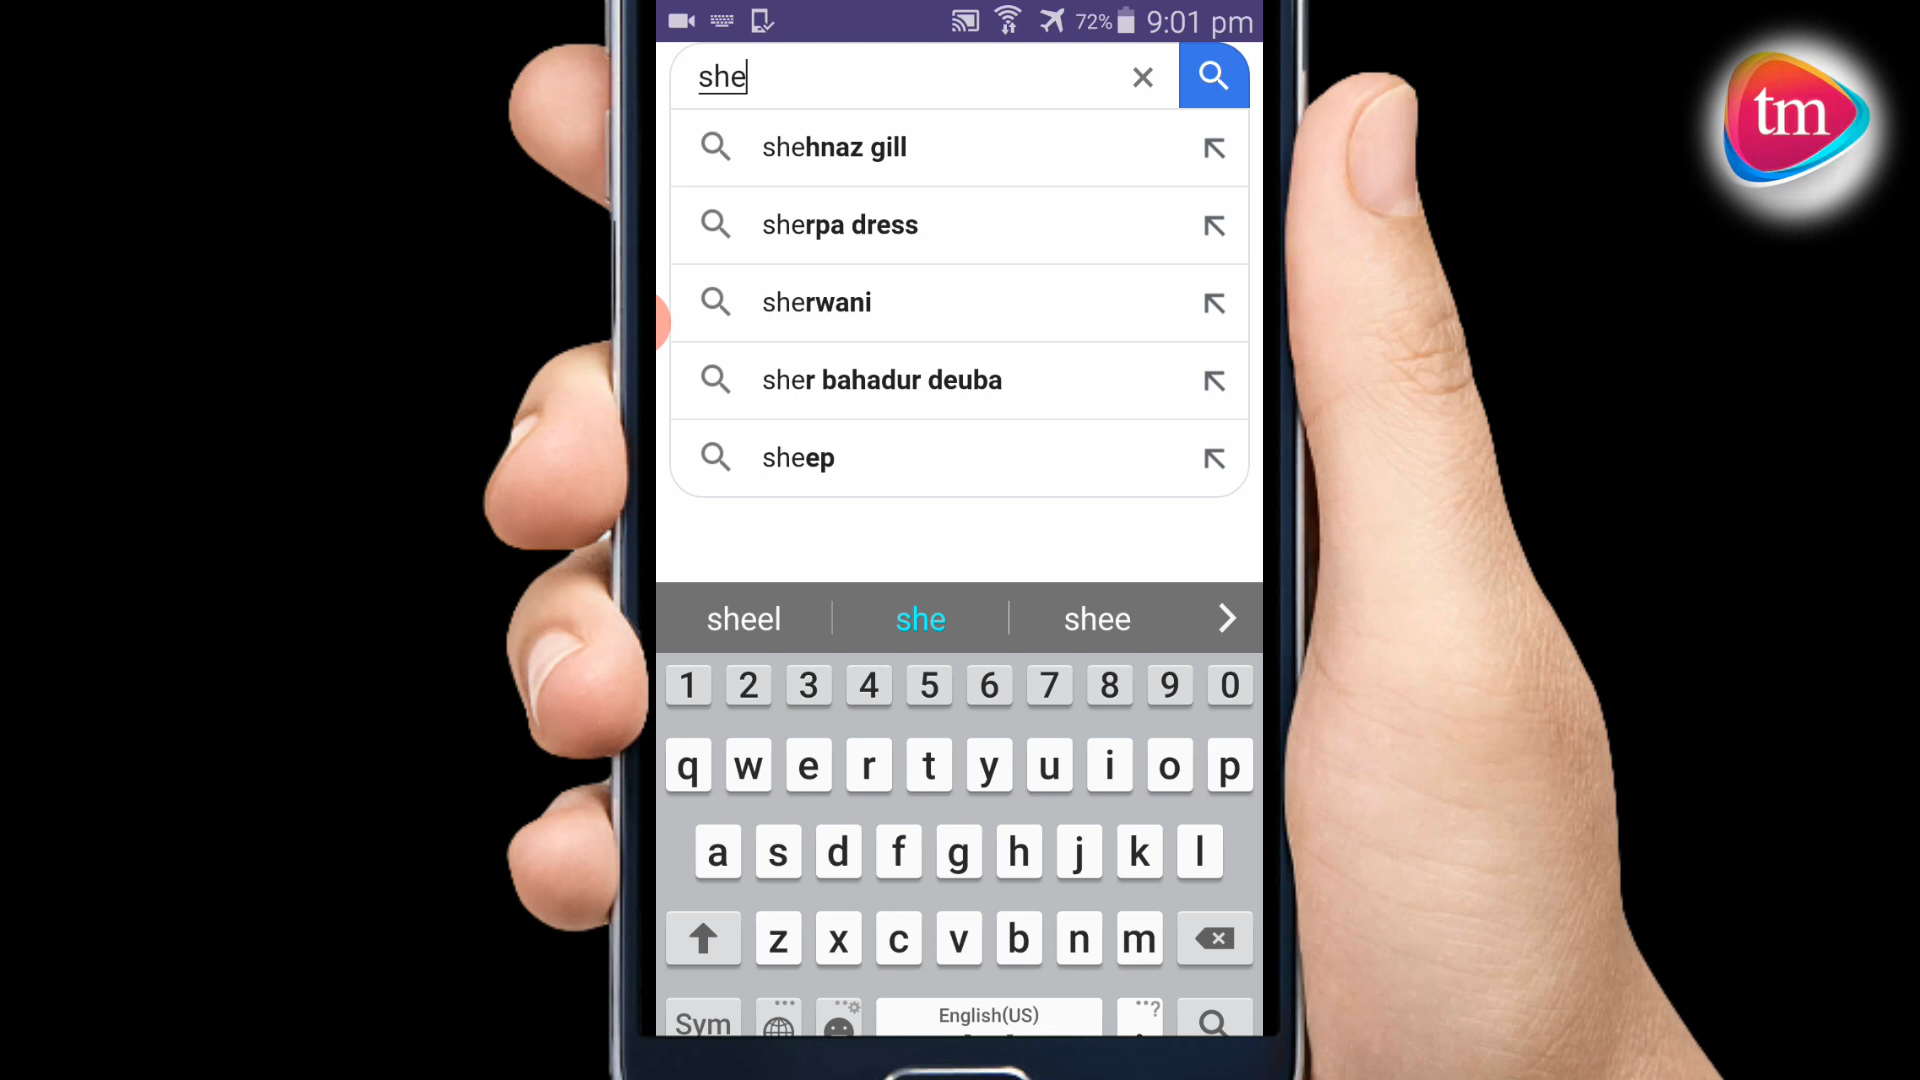 72% 9:01 pm
she
shehnaz gill
sherpa dress
sherwani
sher bahadur deuba
sheep
sheel she shee
1 2 3 4 5 6 7 8 9 0
q w e r t y u i o p
a s d f g h j k l
z x c v b n m
Sym English(US) ?
tm